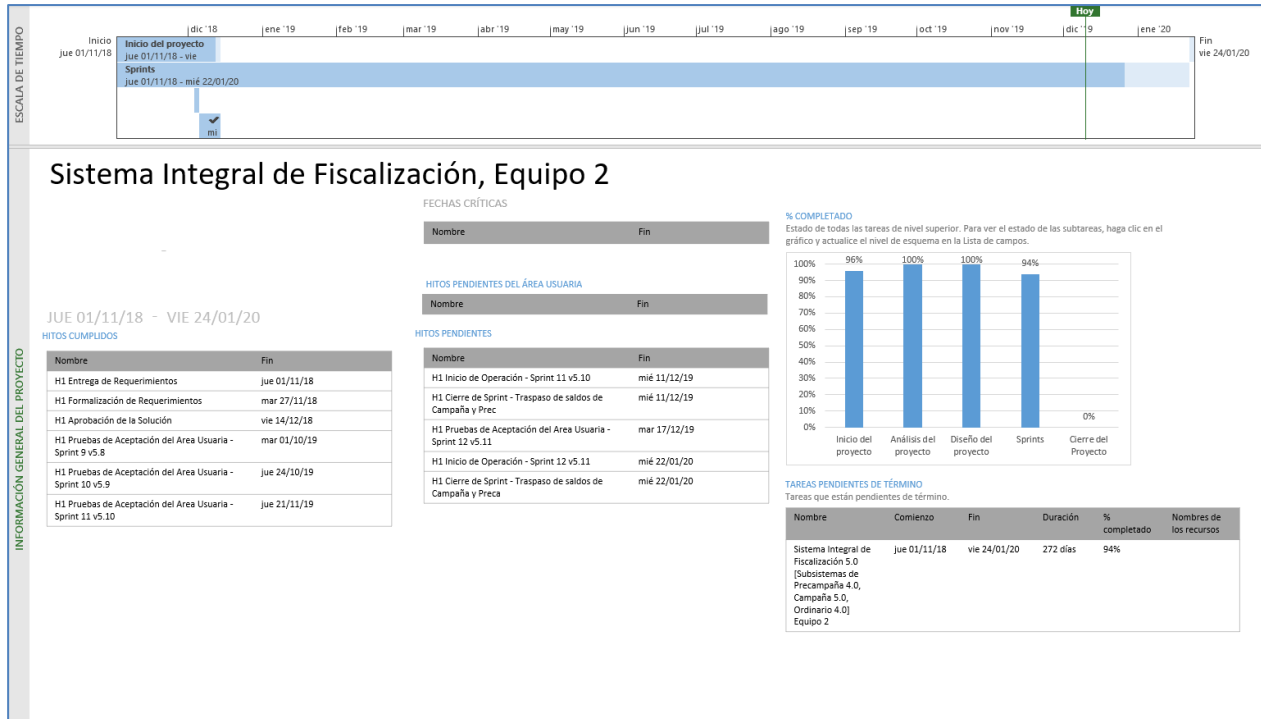 ESCALA DE TIEMPO
Hoy
dic '18
ene '19
feb '19
mar '19
abr '19
may '19
jun '19
jul '19
ago '19
sep '19
oct '19
nov '19
dic '19
ene '20
Inicio
jue 01/11/18
Inicio del proyecto
jue 01/11/18 - vie
Sprints
jue 01/11/18 - mié 22/01/20
mi
Fin
vie 24/01/20
INFORMACIÓN GENERAL DEL PROYECTO
Sistema Integral de Fiscalización, Equipo 2
JUE 01/11/18 - VIE 24/01/20
HITOS CUMPLIDOS
Nombre Fin
H1 Entrega de Requerimientos jue 01/11/18
H1 Formalización de Requerimientos mar 27/11/18
H1 Aprobación de la Solución vie 14/12/18
H1 Pruebas de Aceptación del Area Usuaria - mar 01/10/19
Sprint 9 v5.8
H1 Pruebas de Aceptación del Area Usuaria - jue 24/10/19
Sprint 10 v5.9
H1 Pruebas de Aceptación del Area Usuaria - jue 21/11/19
Sprint 11 v5.10
FECHAS CRÍTICAS
Nombre Fin
HITOS PENDIENTES DEL ÁREA USUARIA
Nombre Fin
HITOS PENDIENTES
Nombre Fin
H1 Inicio de Operación - Sprint 11 v5.10 mié 11/12/19
H1 Cierre de Sprint - Traspaso de saldos de mié 11/12/19
Campaña y Prec
H1 Pruebas de Aceptación del Area Usuaria - mar 17/12/19
Sprint 12 v5.11
H1 Inicio de Operación - Sprint 12 v5.11 mié 22/01/20
H1 Cierre de Sprint - Traspaso de saldos de mié 22/01/20
Campaña y Preca
% COMPLETADO
Estado de todas las tareas de nivel superior. Para ver el estado de las subtareas, haga clic en el
gráfico y actualice el nivel de esquema en la Lista de campos.
100%
90%
80%
70%
60%
50%
40%
30%
20%
10%
0%
96%
100%
100%
94%
0%
Inicio del
proyecto
Análisis del
proyecto
Diseño del
proyecto
Sprints
Cierre del
Proyecto
TAREAS PENDIENTES DE TÉRMINO
Tareas que están pendientes de término.
Nombre Comienzo Fin Duración % Nombres de
completado los recursos
Sistema Integral de jue 01/11/18 vie 24/01/20 272 días 94%
Fiscalización 5.0
[Subsistemas de
Precampaña 4.0,
Campaña 5.0,
Ordinario 4.0]
Equipo 2